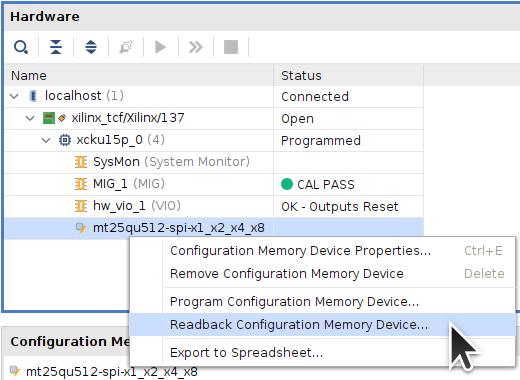 Hardware
Name Status
localhost (1) Connected
xilinx_tcf/Xilinx/137 Open
xcku15p_0 (4) Programmed
SysMon (System Monitor)
MIG_1 (MIG) CAL PASS
hw_vio_1 (VIO) OK - Outputs Reset
mt25qu512-spi-x1_x2_x4_x8
Configuration Memory Device Properties... Ctrl+E
Remove Configuration Memory Device Delete
Program Configuration Memory Device...
Readback Configuration Memory Device...
Export to Spreadsheet...
Configuration Me
mt25qu512-spi-x1_x2_x4_x8